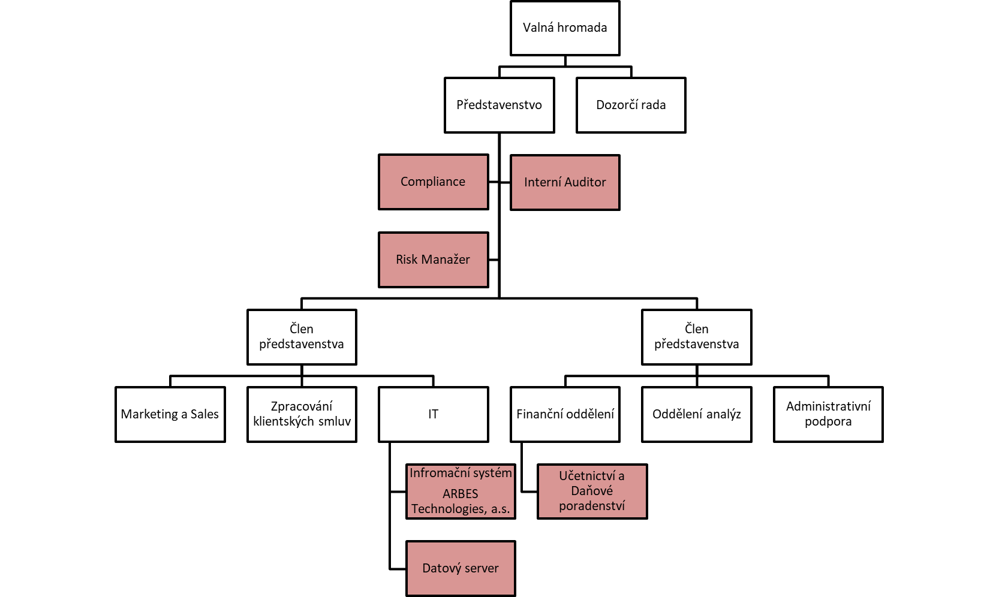 Valná hromada
Představenstvo
Dozorčí rada
Compliance
Interní Auditor
Risk Manažer
Člen
představenstva
Člen
představenstva
Marketing a Sales
Zpracování
klientských smluv
IT
Finanční oddělení
Oddělení analýz
Administrativní
podpora
Infromační systém
ARBES
Technologies, a.s.
Učetnictví a
Daňové
poradenství
Datový server